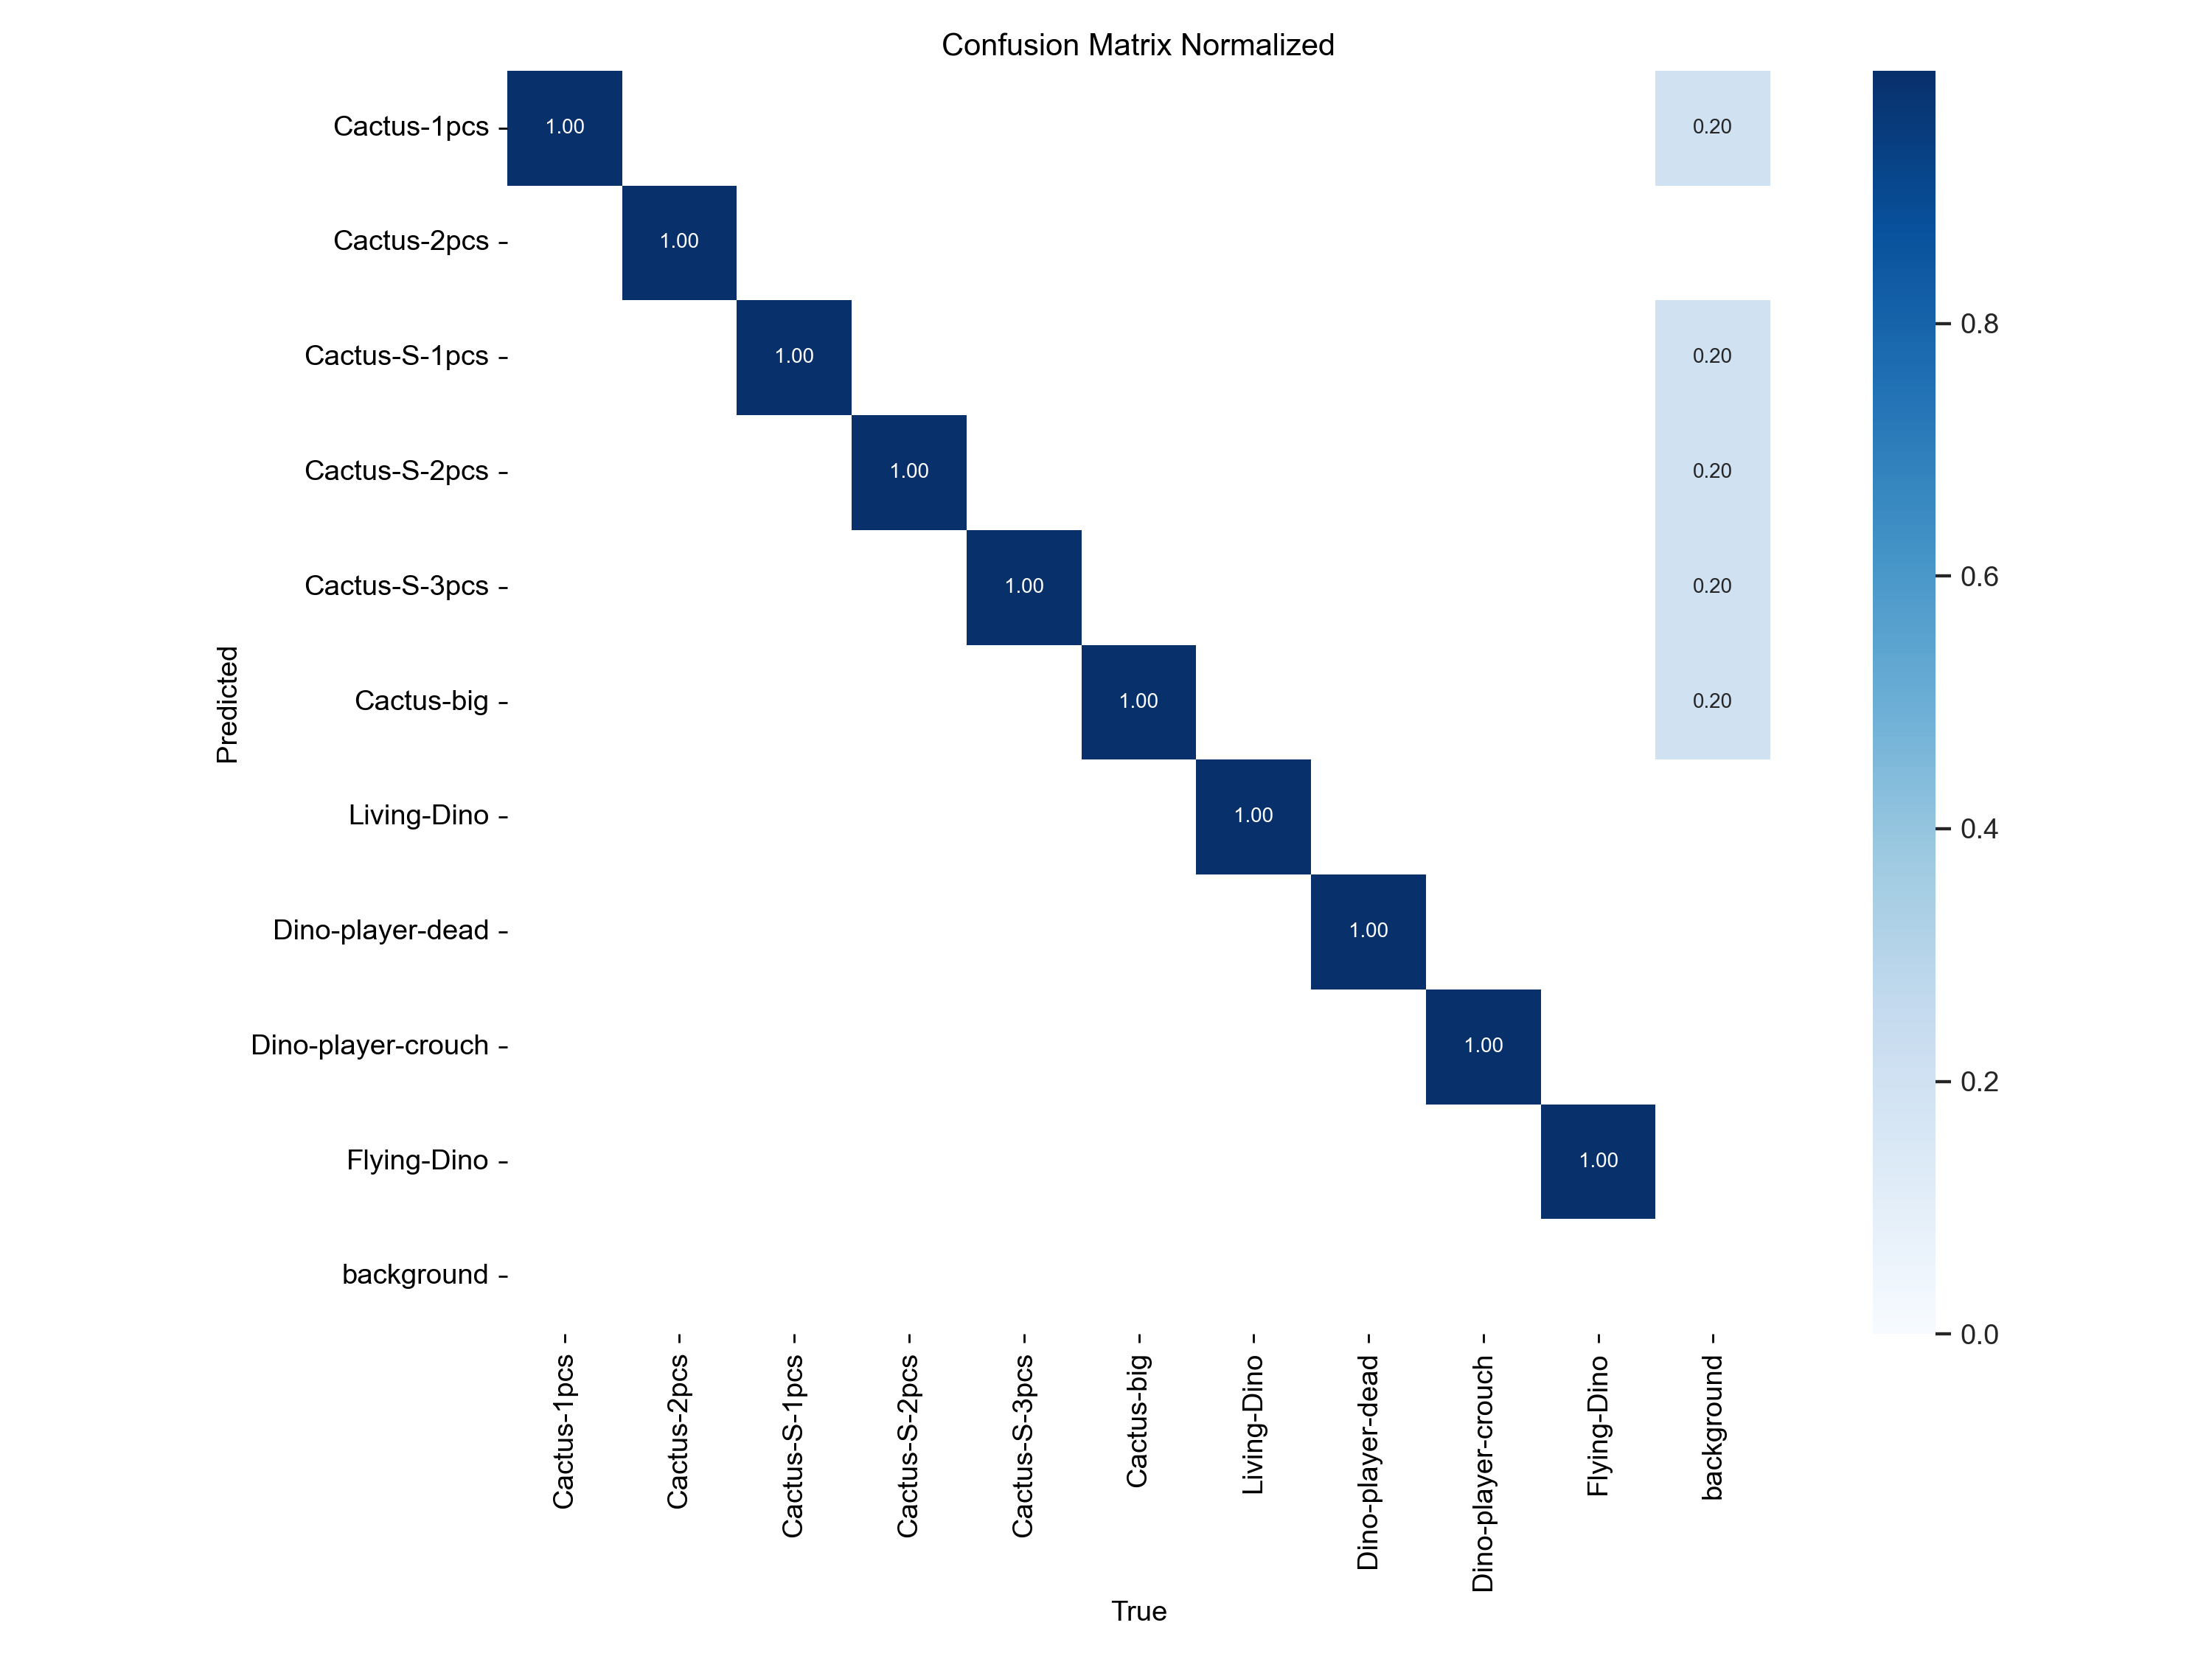 Confusion Matrix Normalized
Cactus-1pcs
1.00
0.20
Cactus-2pcs
1.00
Cactus-S-1pcs
1.00
0.20
0.8
Cactus-S-2pcs
1.00
0.20
Cactus-S-3pcs
1.00
0.20
0.6
Predicted
Cactus-big
1.00
0.20
Living-Dino
1.00
0.4
Dino-player-dead
1.00
Dino-player-crouch
1.00
0.2
Flying-Dino
1.00
background
0.0
Cactus-1pcs
Cactus-2pcs
Cactus-S-1pcs
Cactus-S-2pcs
Cactus-S-3pcs
Cactus-big
Living-Dino
Dino-player-dead
Dino-player-crouch
Flying-Dino
background
True